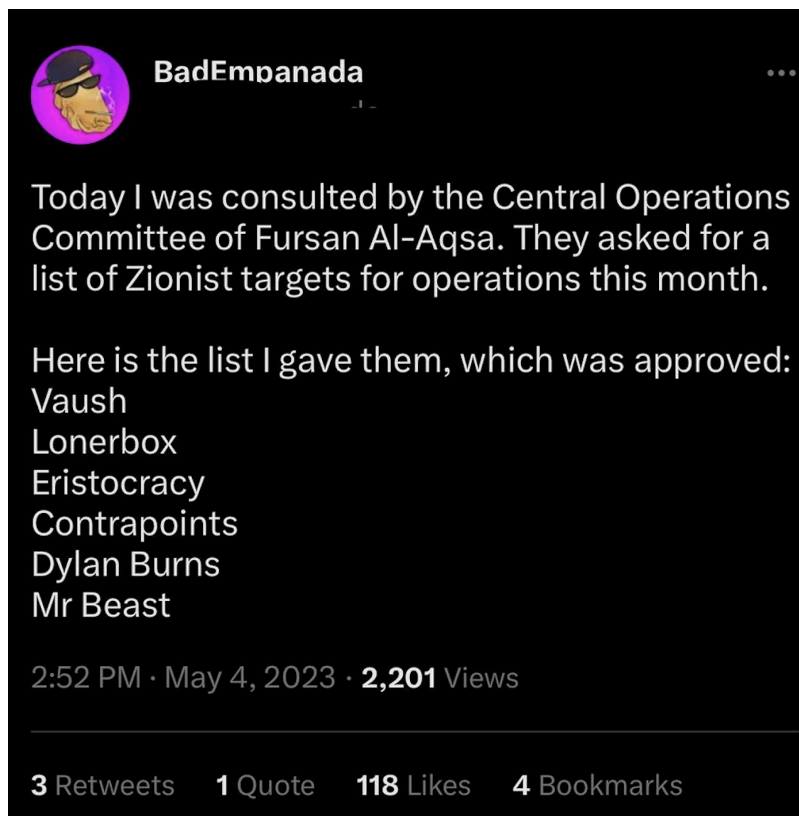 BadEmpanada
Today I was consulted by the Central Operations
Committee of Fursan Al-Aqsa. They asked for a
list of Zionist targets for operations this month.
Here is the list I gave them, which was approved:
Vaush
Lonerbox
Eristocracy
Contrapoints
Dylan Burns
Mr Beast
2:52 PM · May 4, 2023 · 2,201 Views
3 Retweets 1 Quote 118 Likes 4 Bookmarks